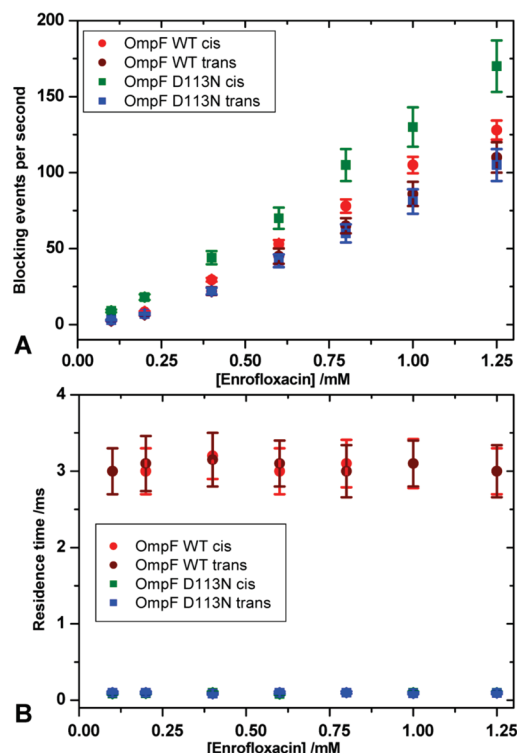 200
150
100
50
0
Blocking events per second
OmpF WT cis
OmpF WT trans
OmpF D113N cis
OmpF D113N trans
A
0.00 0.25 0.50 0.75 1.00 1.25
[Enrofloxacin] /mM
4
3
2
1
0
Residence time /ms
OmpF WT cis
OmpF WT trans
OmpF D113N cis
OmpF D113N trans
B
0.00 0.25 0.50 0.75 1.00 1.25
[Enrofloxacin] /mM